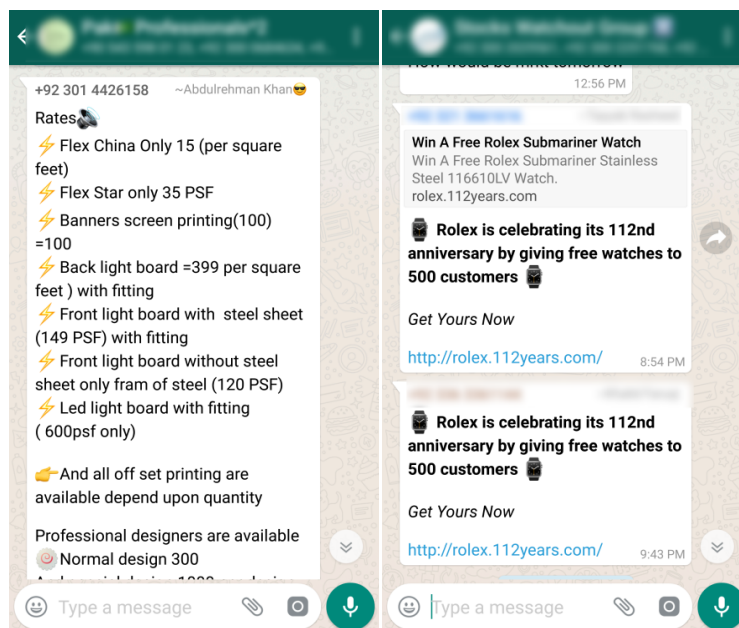 +92 301 4426158 ~Abdulrehman Khan😎
Rates🔊
⚡ Flex China Only 15 (per square
feet)
⚡ Flex Star only 35 PSF
⚡ Banners screen printing(100)
=100
⚡ Back light board =399 per square
feet ) with fitting
⚡ Front light board with steel sheet
(149 PSF) with fitting
⚡ Front light board without steel
sheet only fram of steel (120 PSF)
⚡ Led light board with fitting
( 600psf only)
👉And all off set printing are
available depend upon quantity
Professional designers are available
🍥Normal design 300
Type a message
12:56 PM
Win A Free Rolex Submariner Watch
Win A Free Rolex Submariner Stainless
Steel 116610LV Watch.
rolex.112years.com
⌚ Rolex is celebrating its 112nd
anniversary by giving free watches to
500 customers ⌚
Get Yours Now
http://rolex.112years.com/ 8:54 PM
⌚ Rolex is celebrating its 112nd
anniversary by giving free watches to
500 customers ⌚
Get Yours Now
http://rolex.112years.com/ 9:43 PM
Type a message